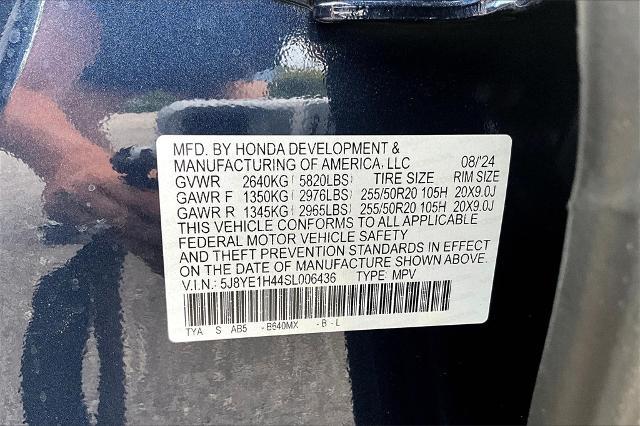 MFD. BY HONDA DEVELOPMENT &
MANUFACTURING OF AMERICA, LLC 08/'24
GVWR 2640KG( 5820LBS) TIRE SIZE RIM SIZE
GAWR F 1350KG( 2976LBS) 255/50R20 105H 20X9.0J
GAWR R 1345KG( 2965LBS) 255/50R20 105H 20X9.0J
THIS VEHICLE CONFORMS TO ALL APPLICABLE
FEDERAL MOTOR VEHICLE SAFETY
AND THEFT PREVENTION STANDARDS IN EFFECT
ON THE DATE OF MANUFACTURE SHOWN ABOVE.
V.I.N.: 5J8YE1H44SL006436 TYPE: MPV
TYA S AB5 -B640MX -B-L